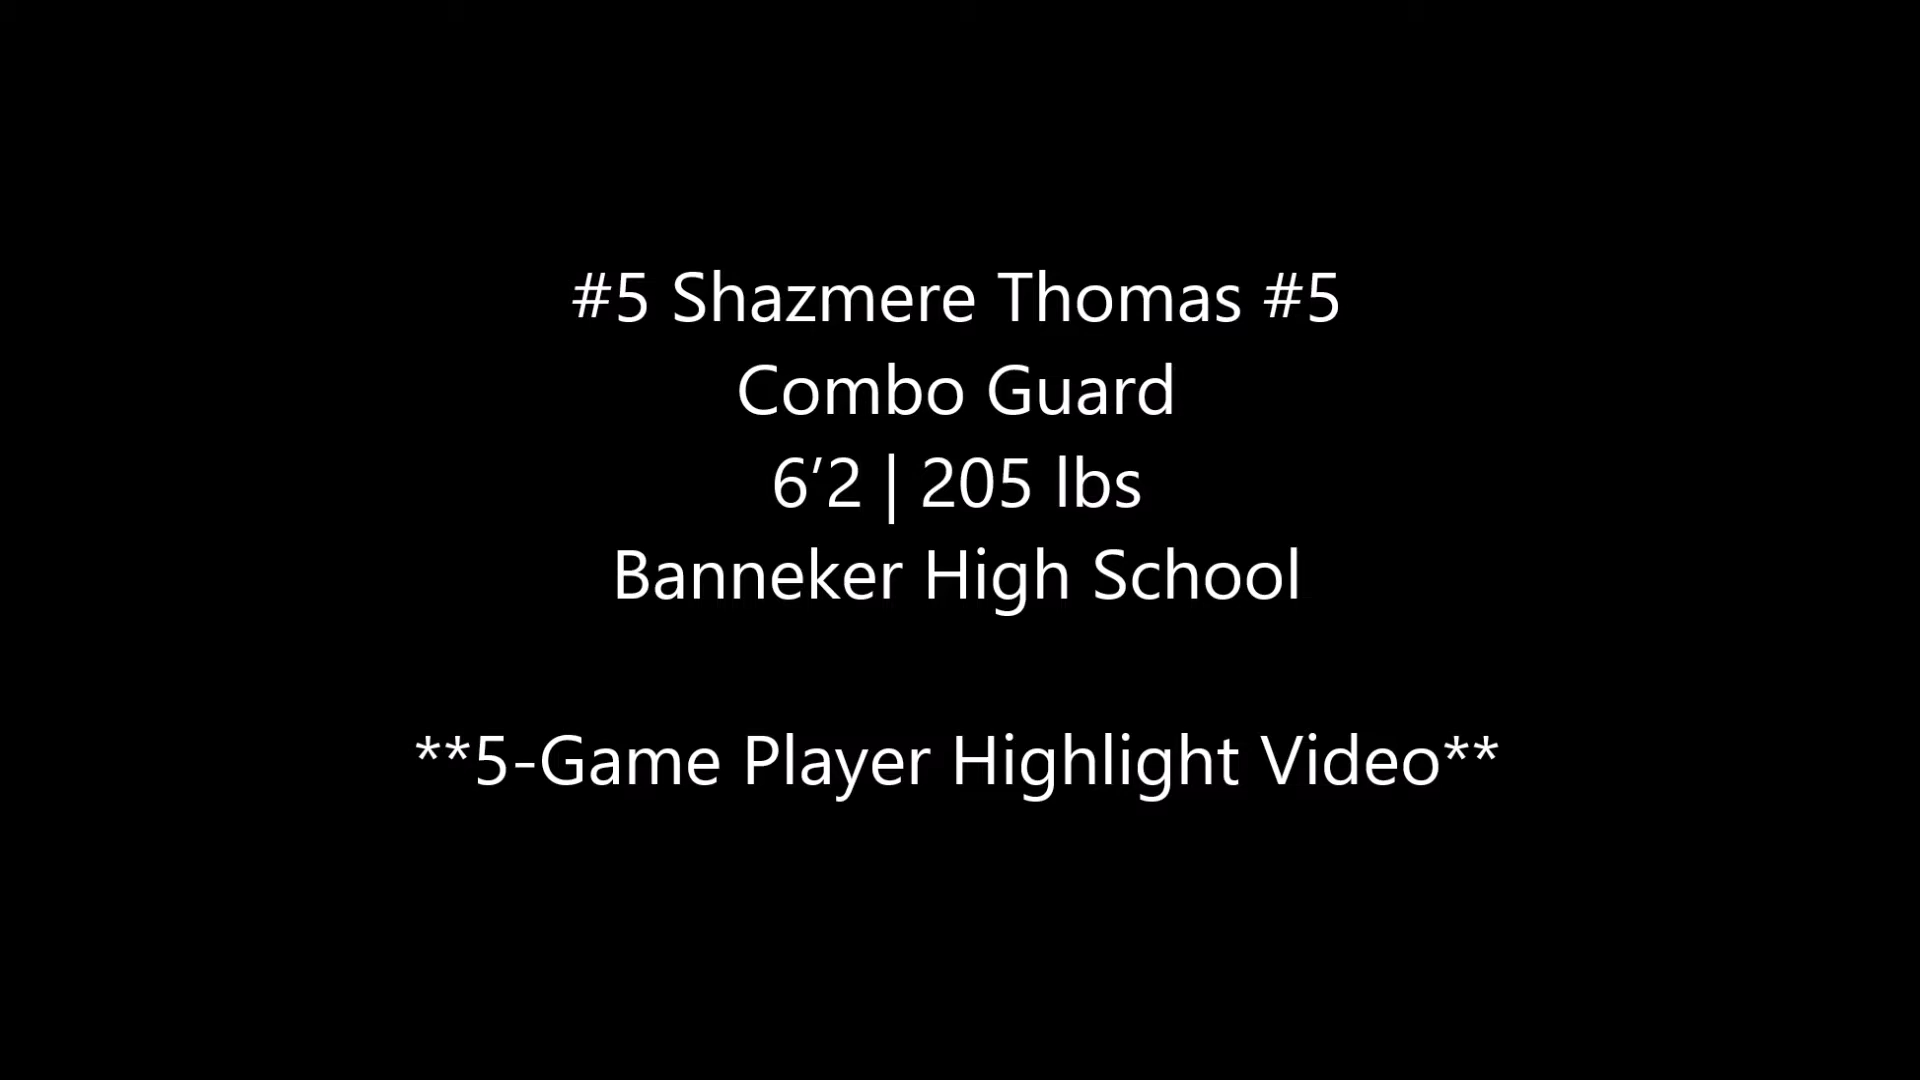 #5 Shazmere Thomas #5
Combo Guard
6’2 | 205 lbs
Banneker High School
**5-Game Player Highlight Video**